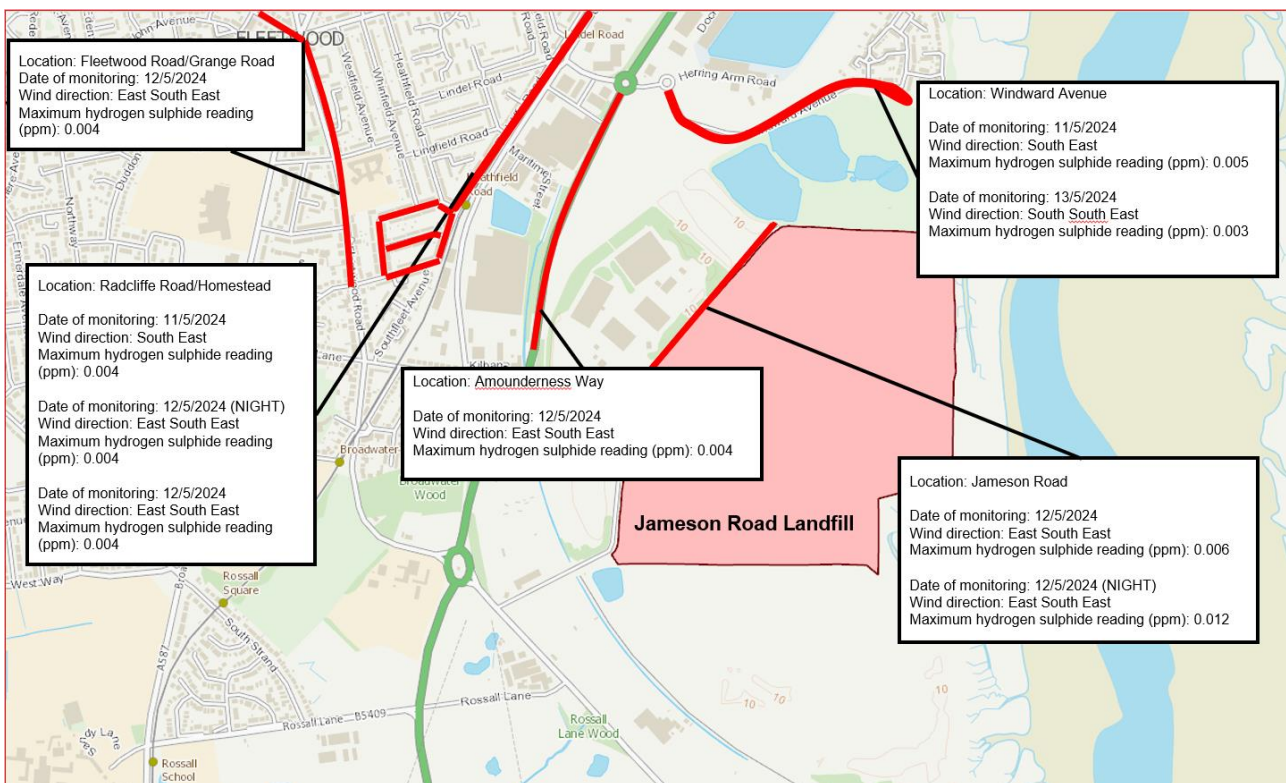 FLEETWOOD
Location: Fleetwood Road/Grange Road
Date of monitoring: 12/5/2024
Wind direction: East South East
Maximum hydrogen sulphide reading
(ppm): 0.004
Westfield Avenue
Whinfield Avenue
Heathfield Road
Lindel Road
Lingfield Road
Lindel Road
Maritime Street
Herring Arm Road
Location: Windward Avenue
Date of monitoring: 11/5/2024
Wind direction: South East
Maximum hydrogen sulphide reading (ppm): 0.005
Date of monitoring: 13/5/2024
Wind direction: South South East
Maximum hydrogen sulphide reading (ppm): 0.003
Northway
10
10
10
Location: Radcliffe Road/Homestead
Date of monitoring: 11/5/2024
Wind direction: South East
Maximum hydrogen sulphide reading
(ppm): 0.004
Date of monitoring: 12/5/2024 (NIGHT)
Wind direction: East South East
Maximum hydrogen sulphide reading
(ppm): 0.004
Date of monitoring: 12/5/2024
Wind direction: East South East
Maximum hydrogen sulphide reading
(ppm): 0.004
Southfleet Avenue
Location: Amounderness Way
Date of monitoring: 12/5/2024
Wind direction: East South East
Maximum hydrogen sulphide reading (ppm): 0.004
Broadwater
Broadwater
Wood
Jameson Road Landfill
Location: Jameson Road
Date of monitoring: 12/5/2024
Wind direction: East South East
Maximum hydrogen sulphide reading (ppm): 0.006
Date of monitoring: 12/5/2024 (NIGHT)
Wind direction: East South East
Maximum hydrogen sulphide reading (ppm): 0.012
West Way
Rossall
Square
South Strand
A587
Rossall Lane
Rossall Lane
B5409
Rossall
Lane Wood
10
10
Rossall
School